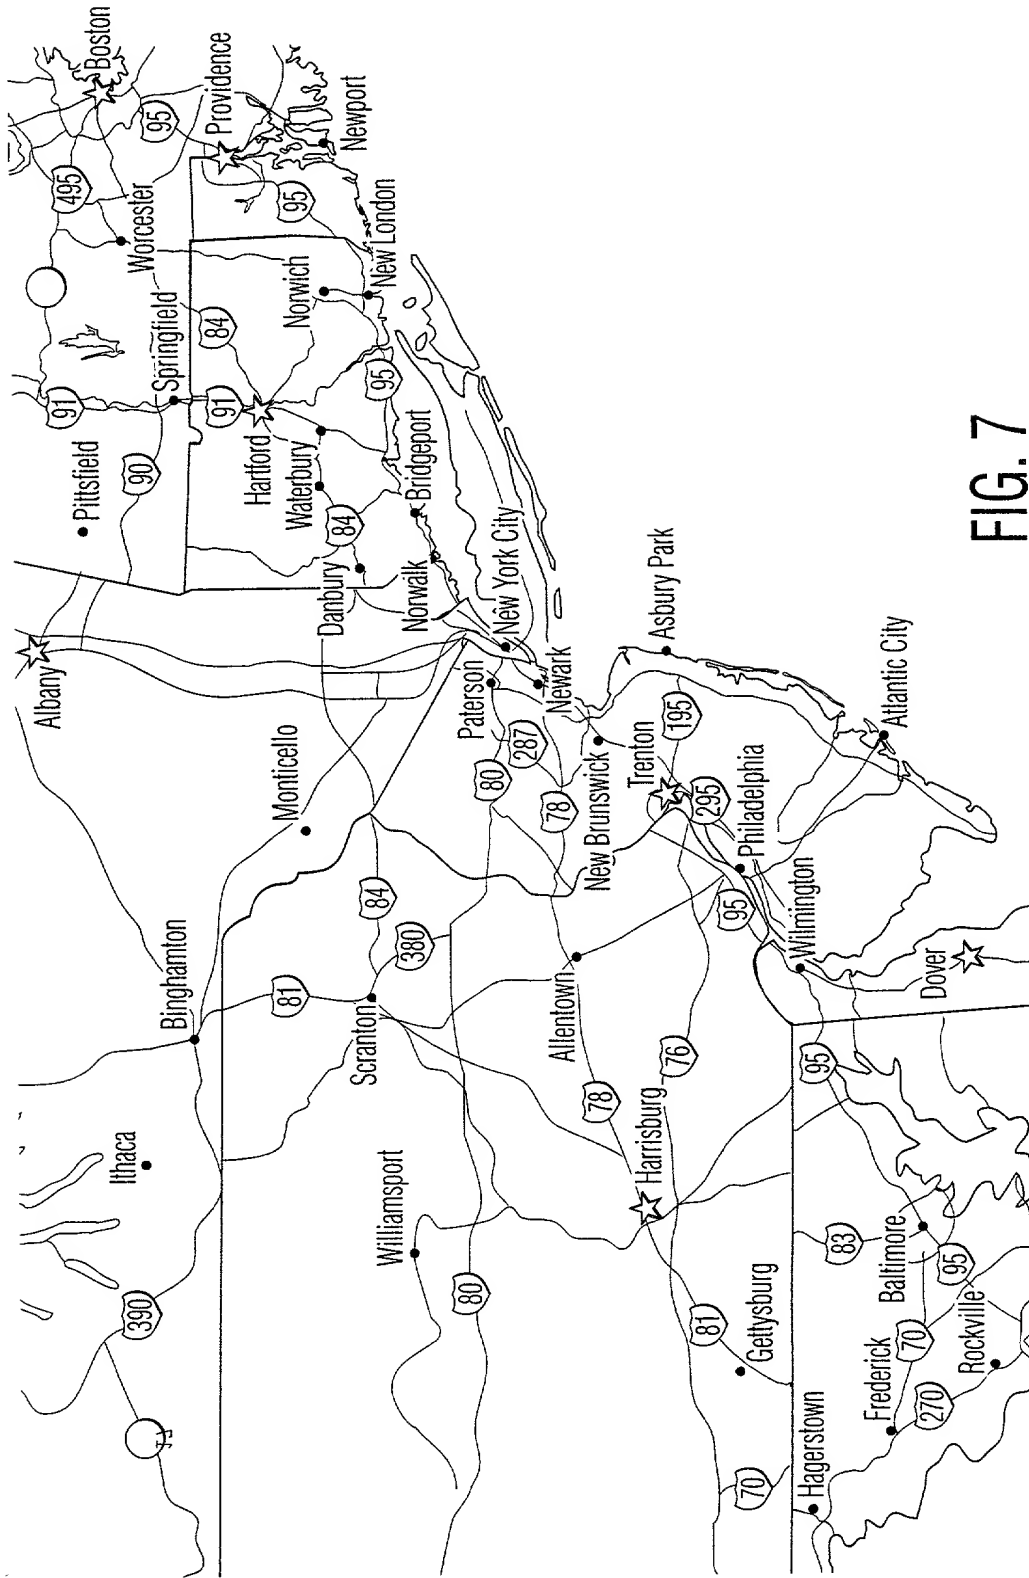 Boston
95
Providence
Newport
495
Worcester
95
New London
Norwich
Springfield
84
91
91
Hartford
95
90
Pittsfield
Waterbury
84
Bridgeport
Danbury
Norwalk
New York City
Albany
Paterson
Newark
Asbury Park
Monticello
80
287
78
New Brunswick
Trenton
195
295
Philadelphia
Atlantic City
84
380
95
Wilmington
Dover
Binghamton
81
Scranton
Allentown
78
76
95
Ithaca
Williamsport
Harrisburg
83
Baltimore
95
390
80
81
Gettysburg
70
Rockville
Frederick
270
70
Hagerstown
FIG. 7